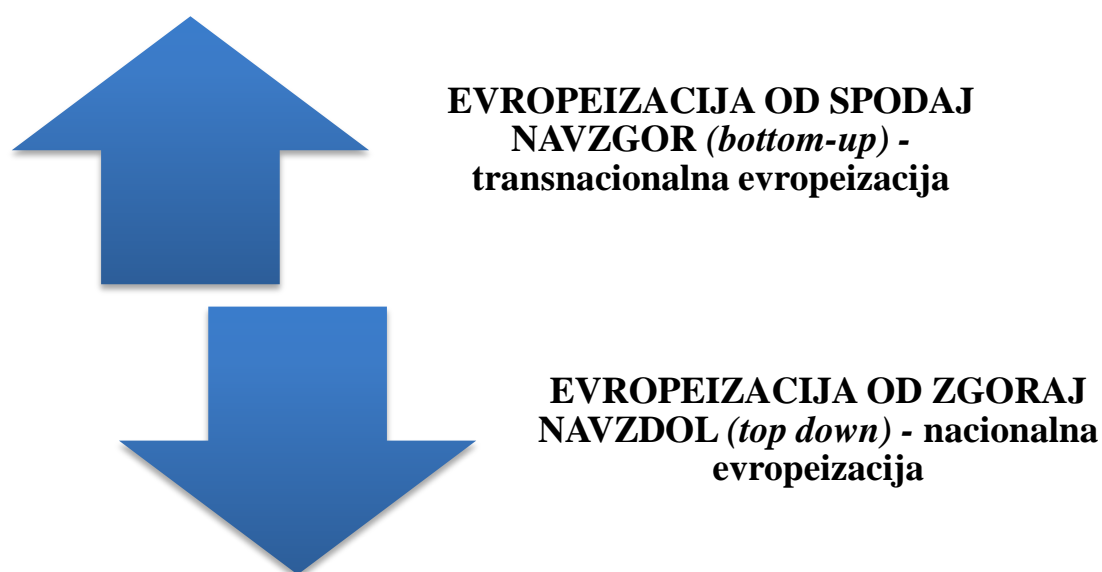 EVROPEIZACIJA OD SPODAJ
NAVZGOR (bottom-up) -
transnacionalna evropeizacija
EVROPEIZACIJA OD ZGORAJ
NAVZDOL (top down) - nacionalna
evropeizacija